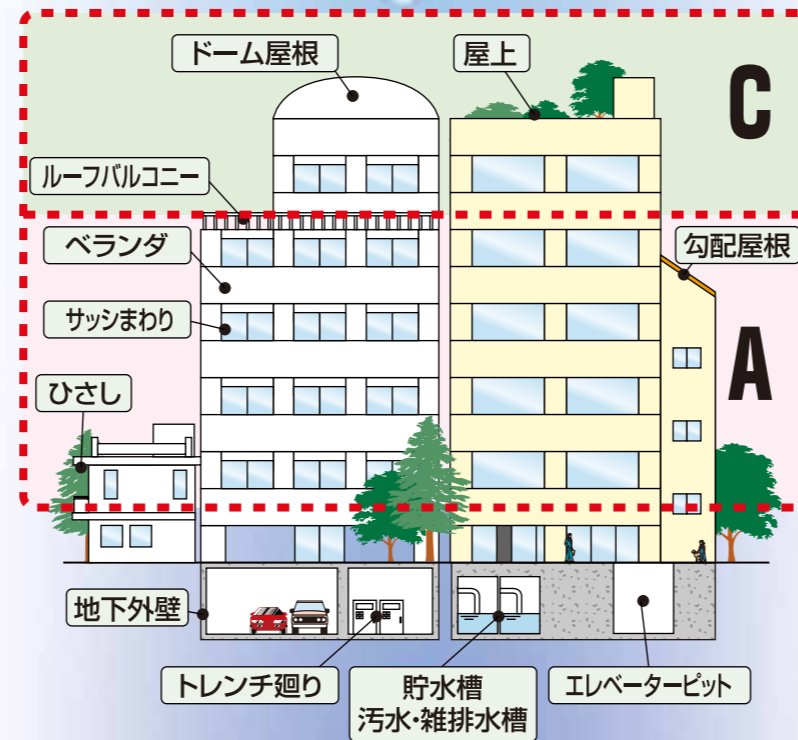 ドーム屋根
屋上
C
ルーフバルコニー
ベランダ
勾配屋根
サッシまわり
A
ひさし
地下外壁
トレンチ廻り
貯水槽
汚水・雑排水槽
エレベーターピット